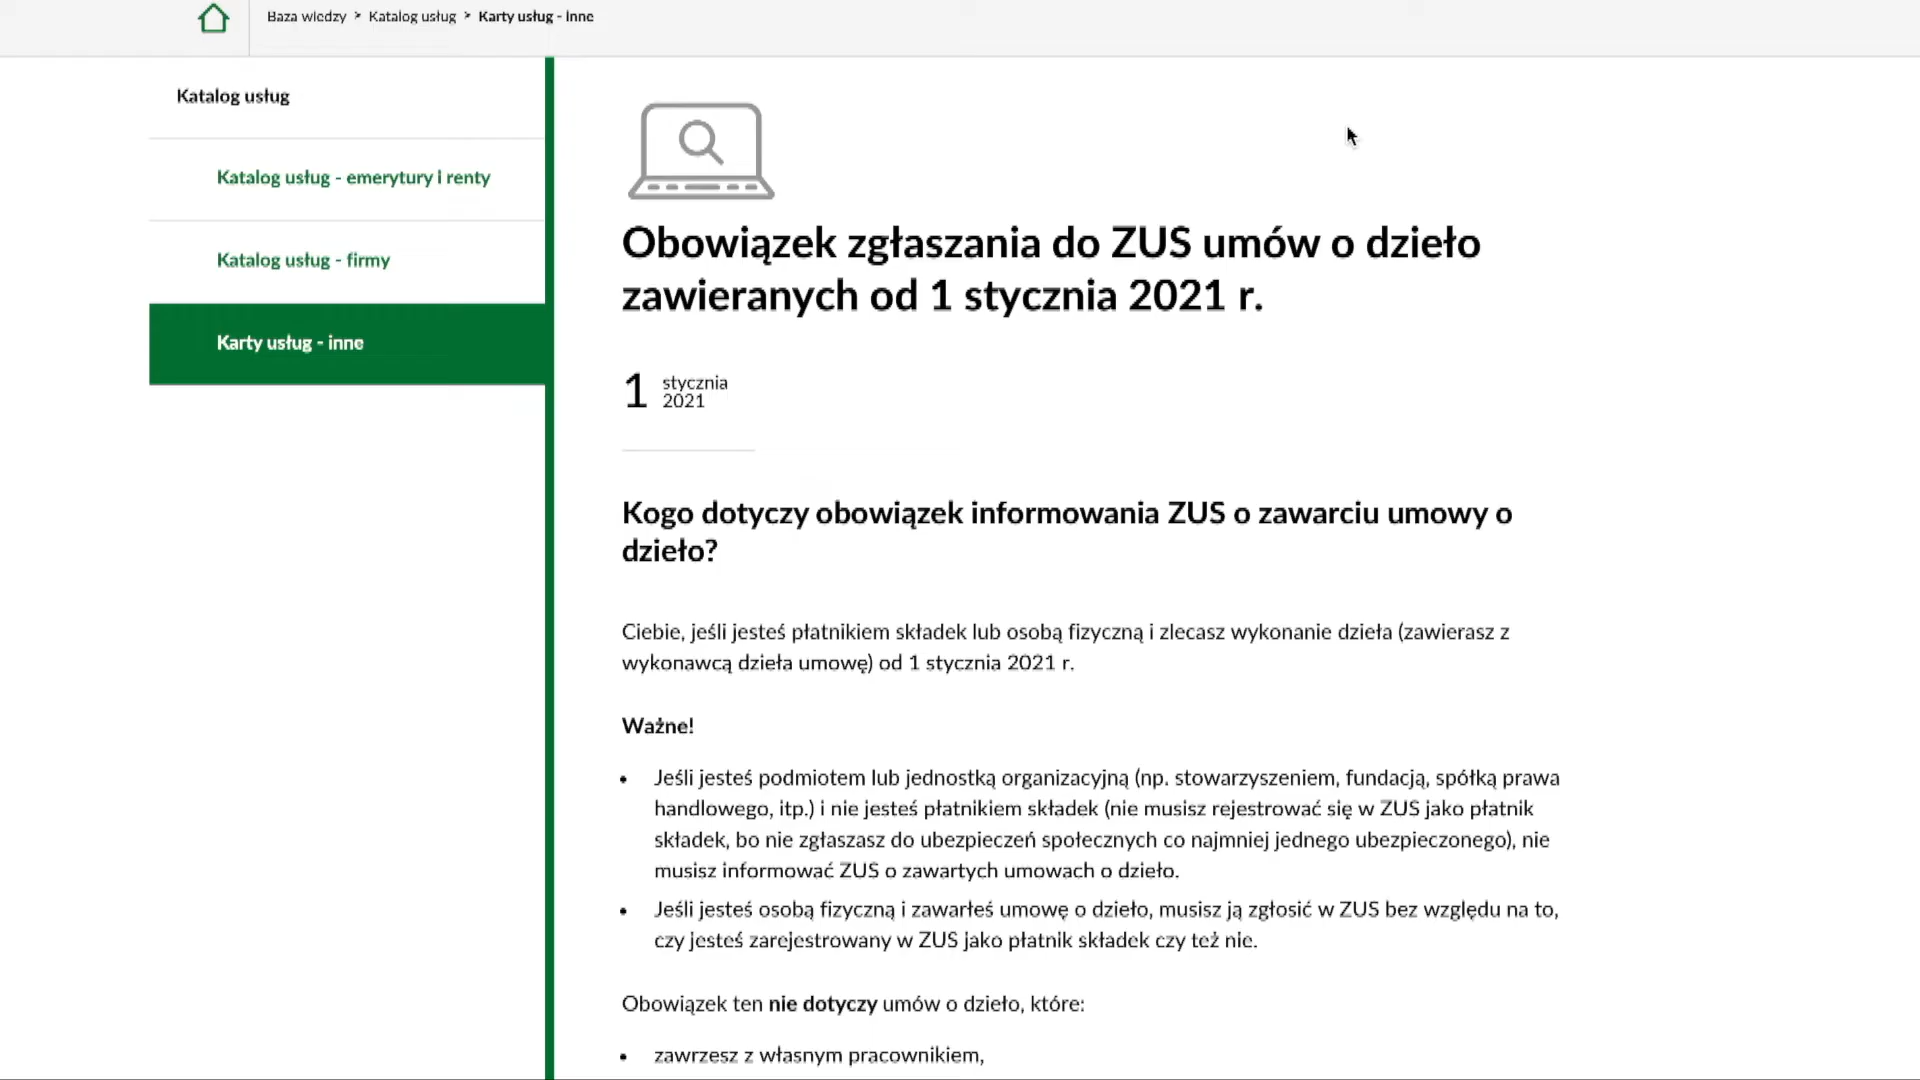 Baza wiedzy > Katalog usług > Karty usług - inne
Katalog usług
Katalog usług - emerytury i renty
Katalog usług - firmy
Karty usług - inne
Obowiązek zgłaszania do ZUS umów o dzieło
zawieranych od 1 stycznia 2021 r.
1 stycznia
2021
Kogo dotyczy obowiązek informowania ZUS o zawarciu umowy o
dzieło?
Ciebie, jeśli jesteś płatnikiem składek lub osobą fizyczną i zlecasz wykonanie dzieła (zawierasz z
wykonawcą dzieła umowę) od 1 stycznia 2021 r.
Ważne!
• Jeśli jesteś podmiotem lub jednostką organizacyjną (np. stowarzyszeniem, fundacją, spółką prawa
handlowego, itp.) i nie jesteś płatnikiem składek (nie musisz rejestrować się w ZUS jako płatnik
składek, bo nie zgłaszasz do ubezpieczeń społecznych co najmniej jednego ubezpieczonego), nie
musisz informować ZUS o zawartych umowach o dzieło.
• Jeśli jesteś osobą fizyczną i zawarłeś umowę o dzieło, musisz ją zgłosić w ZUS bez względu na to,
czy jesteś zarejestrowany w ZUS jako płatnik składek czy też nie.
Obowiązek ten nie dotyczy umów o dzieło, które:
• zawrzesz z własnym pracownikiem,